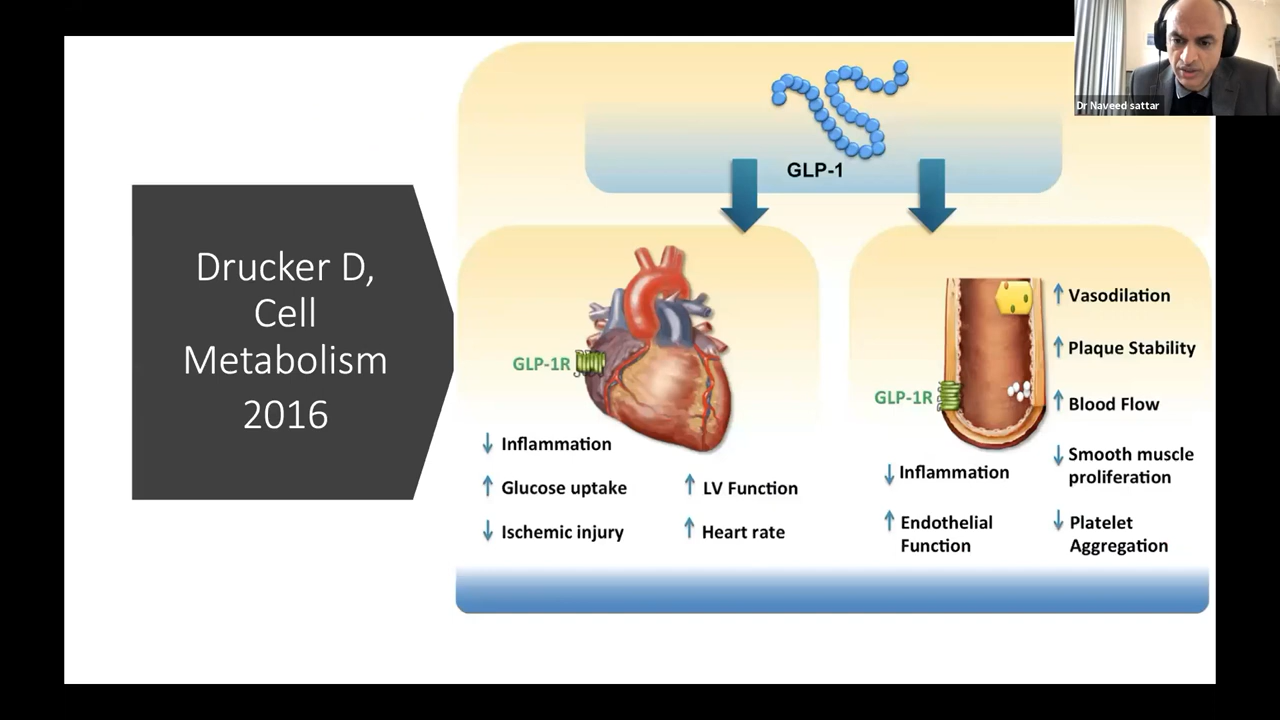 Dr Naveed sattar
Drucker D,
Cell
Metabolism
2016
GLP-1
GLP-1R
↓ Inflammation
↑ Glucose uptake
↓ Ischemic injury
↑ LV Function
↑ Heart rate
GLP-1R
↓ Inflammation
↑ Endothelial
Function
↑ Vasodilation
↑ Plaque Stability
↑ Blood Flow
↓ Smooth muscle
proliferation
↓ Platelet
Aggregation